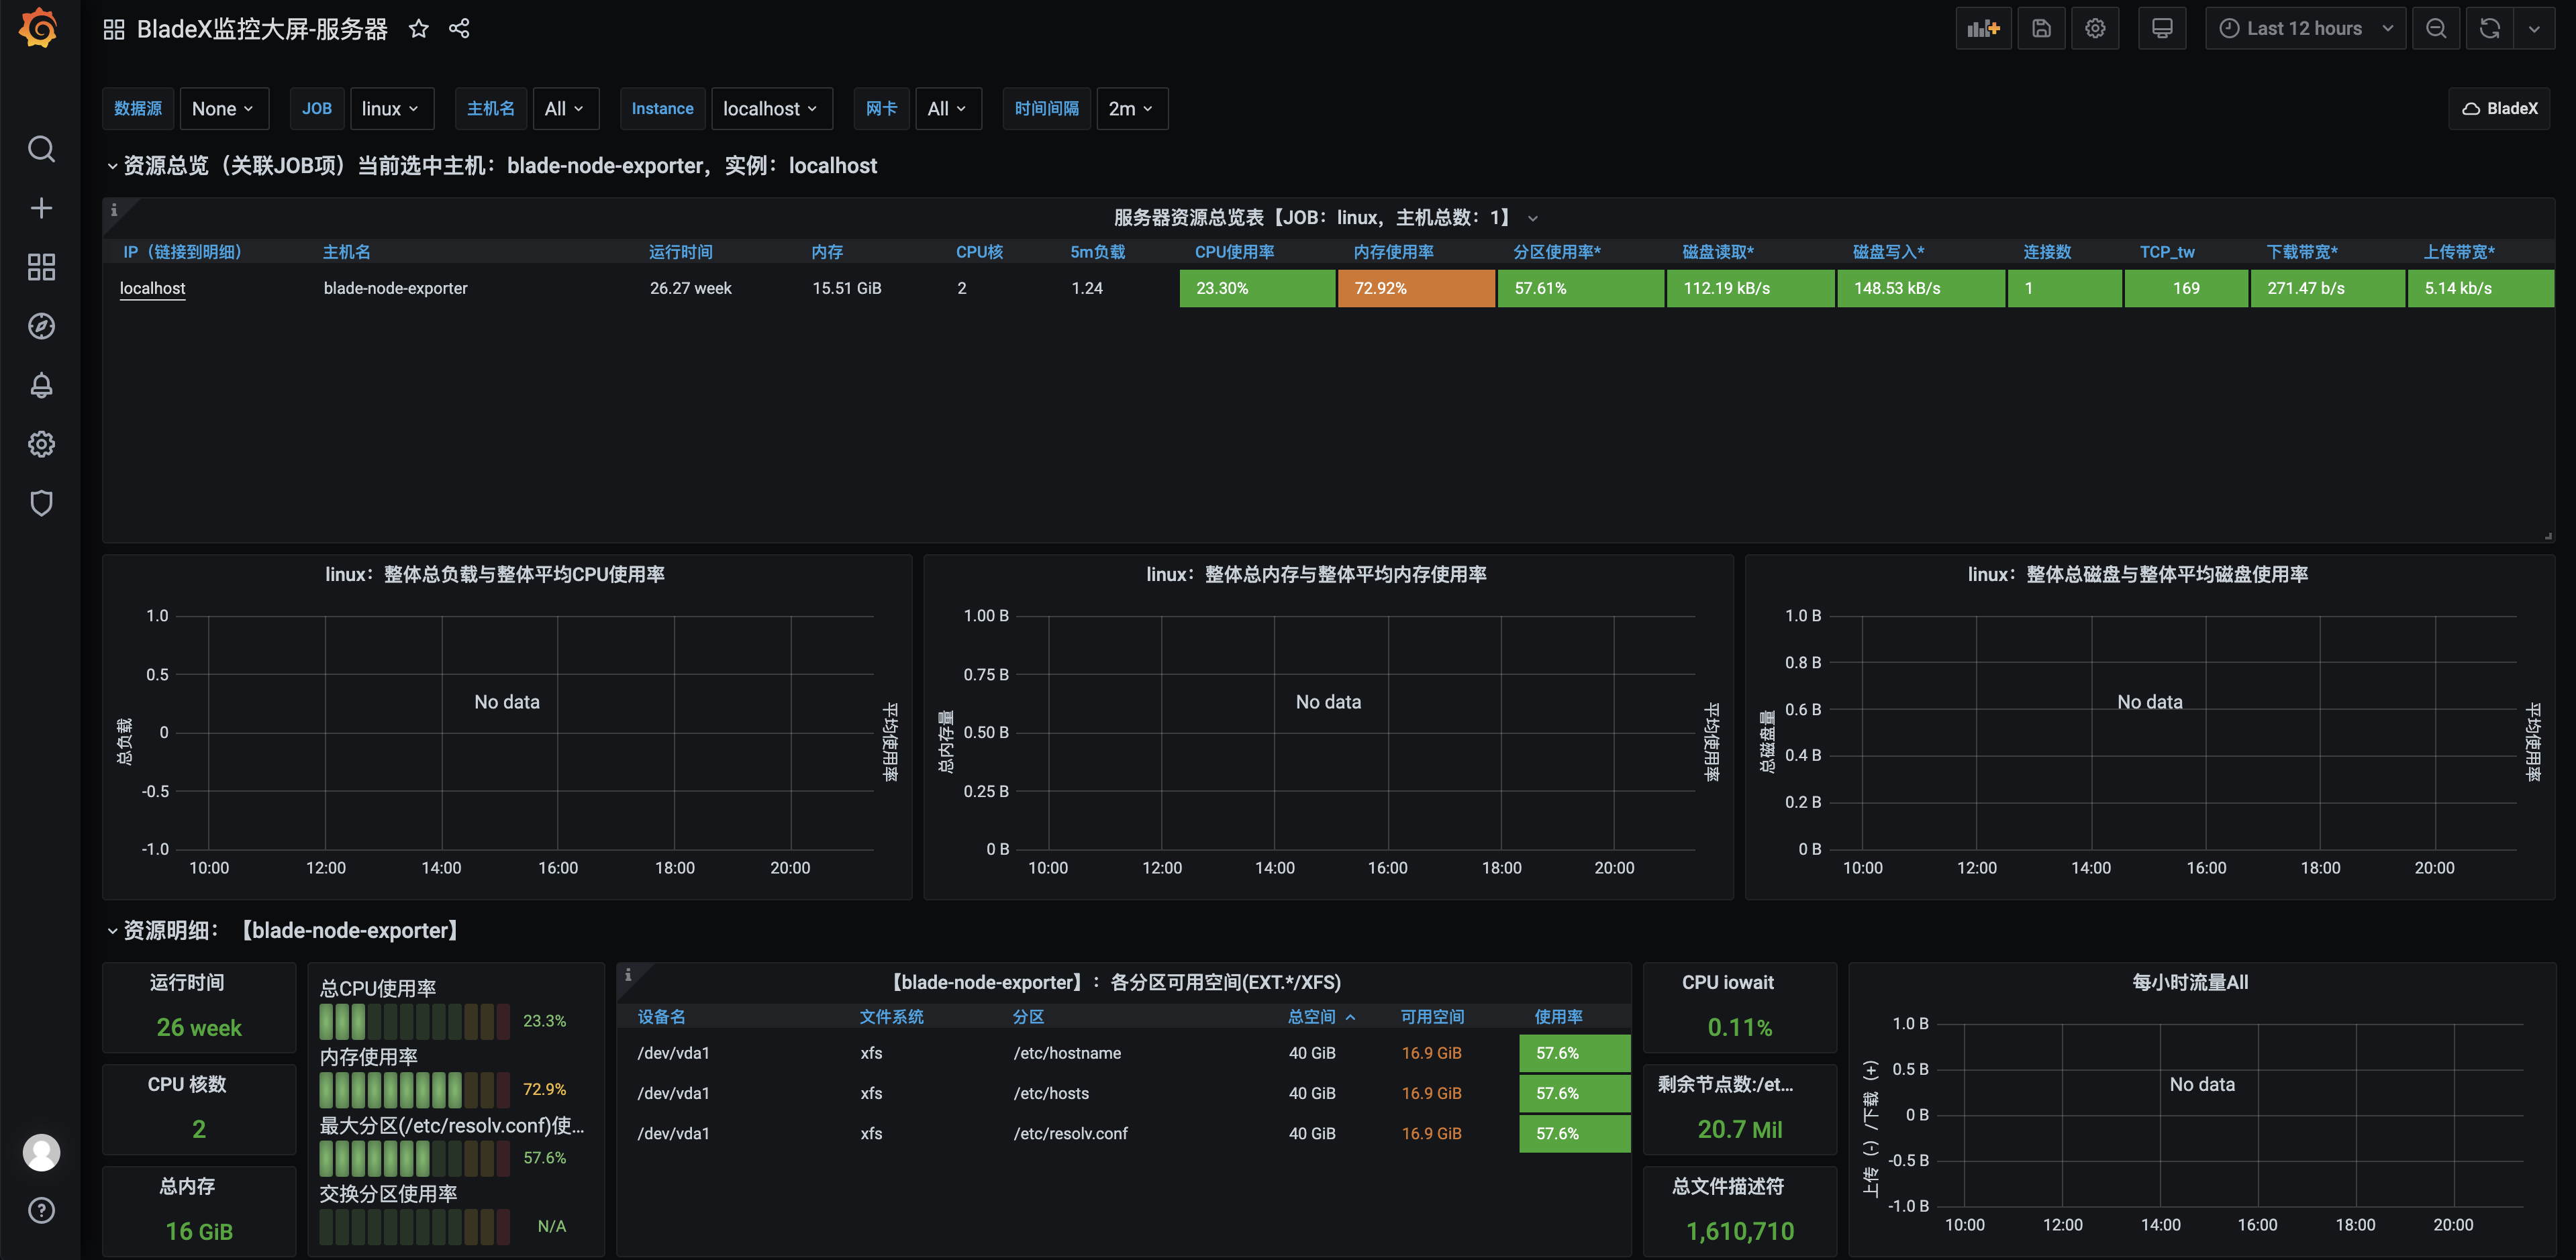 BladeX监控大屏-服务器
Last 12 hours
数据源 None JOB linux 主机名 All Instance localhost 网卡 All 时间间隔 2m BladeX
资源总览（关联JOB项）当前选中主机：blade-node-exporter，实例：localhost
服务器资源总览表【JOB：linux，主机总数：1】
IP（链接到明细） 主机名 运行时间 内存 CPU核 5m负载 CPU使用率 内存使用率 分区使用率* 磁盘读取* 磁盘写入* 连接数 TCP_tw 下载带宽* 上传带宽*
localhost blade-node-exporter 26.27 week 15.51 GiB 2 1.24 23.30% 72.92% 57.61% 112.19 kB/s 148.53 kB/s 1 169 271.47 b/s 5.14 kb/s
linux：整体总负载与整体平均CPU使用率
总负载
1.0
0.5
0
-0.5
-1.0
No data
平均使用率
10:00 12:00 14:00 16:00 18:00 20:00
linux：整体总内存与整体平均内存使用率
总内存量
1.00 B
0.75 B
0.50 B
0.25 B
0 B
No data
平均使用率
10:00 12:00 14:00 16:00 18:00 20:00
linux：整体总磁盘与整体平均磁盘使用率
总磁盘量
1.0 B
0.8 B
0.6 B
0.4 B
0.2 B
0 B
No data
平均使用率
10:00 12:00 14:00 16:00 18:00 20:00
资源明细：【blade-node-exporter】
运行时间
26 week
CPU 核数
2
总内存
16 GiB
总CPU使用率
23.3%
内存使用率
72.9%
最大分区(/etc/resolv.conf)使...
57.6%
交换分区使用率
N/A
【blade-node-exporter】：各分区可用空间(EXT.*/XFS)
设备名 文件系统 分区 总空间 可用空间 使用率
/dev/vda1 xfs /etc/hostname 40 GiB 16.9 GiB 57.6%
/dev/vda1 xfs /etc/hosts 40 GiB 16.9 GiB 57.6%
/dev/vda1 xfs /etc/resolv.conf 40 GiB 16.9 GiB 57.6%
CPU iowait
0.11%
剩余节点数:/et...
20.7 Mil
总文件描述符
1,610,710
每小时流量All
上传（-）/下载（+）
1.0 B
0.5 B
0 B
-0.5 B
-1.0 B
No data
10:00 12:00 14:00 16:00 18:00 20:00